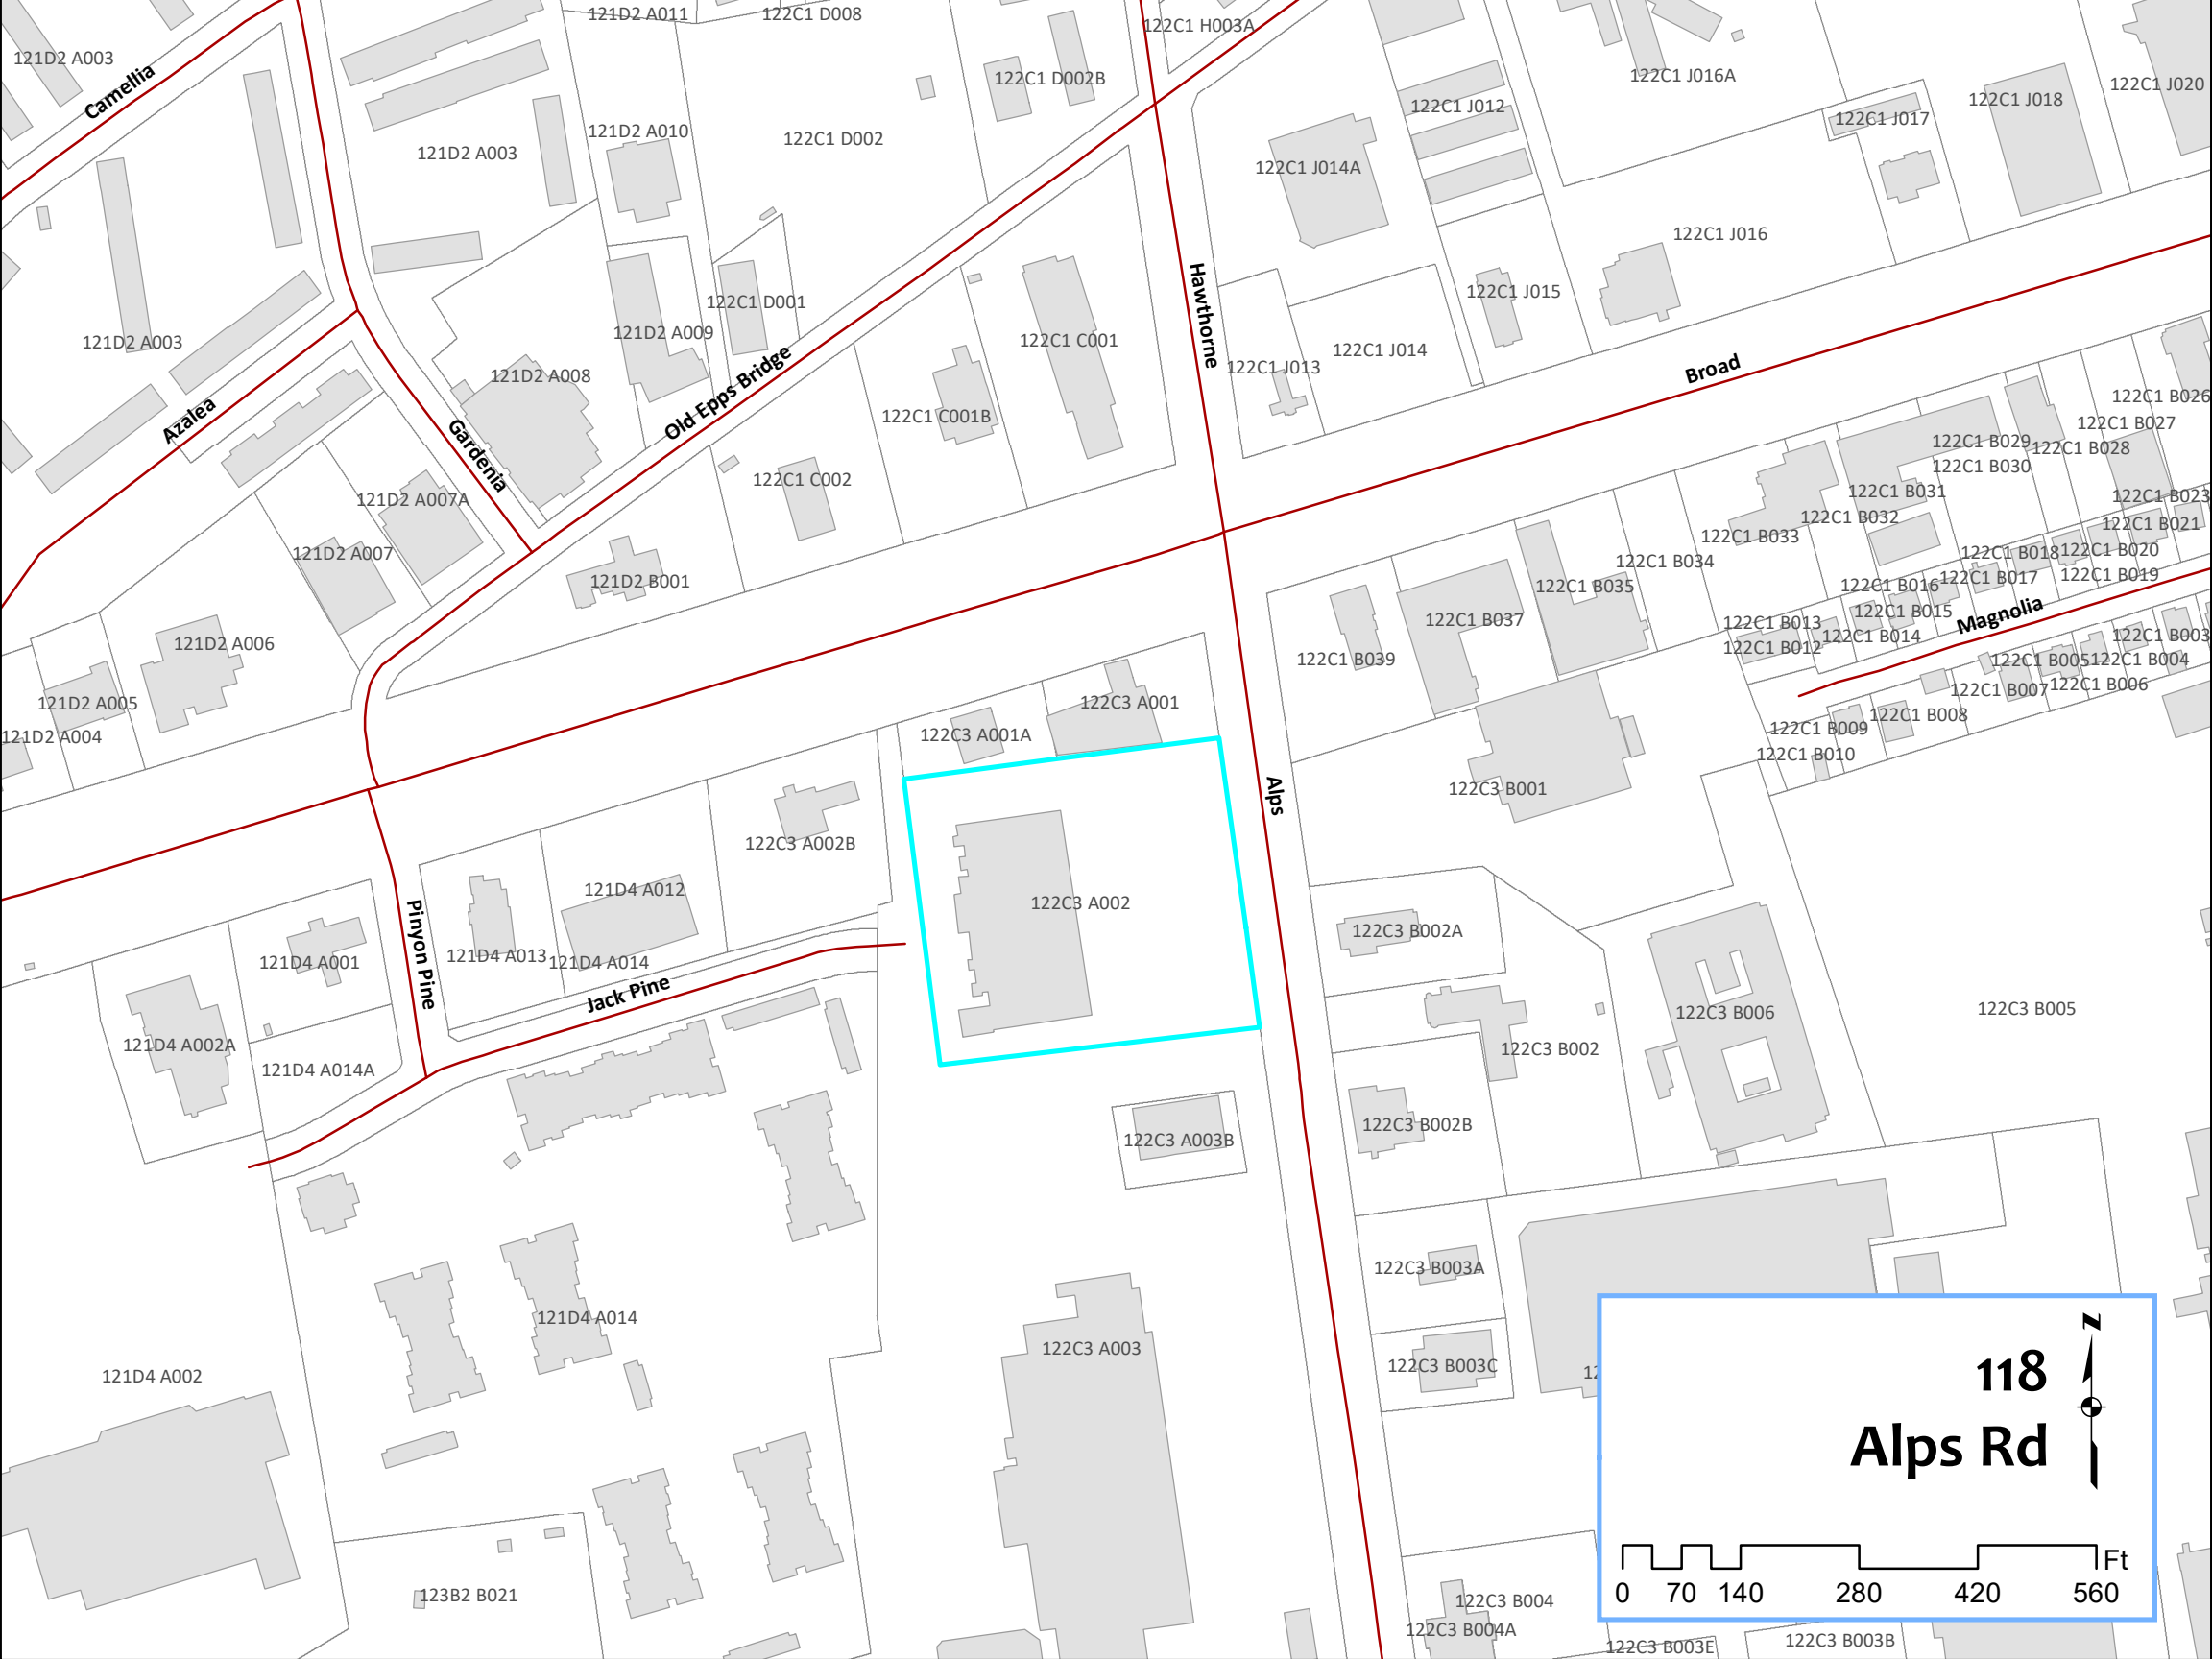 121D2 A011
122C1 D008
122C1 H003A
121D2 A003
Camellia
122C1 D002B
122C1 J016A
122C1 J020
122C1 J012
122C1 J018
122C1 J017
121D2 A010
122C1 D002
121D2 A003
122C1 J014A
122C1 J016
Hawthorne
122C1 J015
122C1 D001
121D2 A009
121D2 A003
122C1 C001
122C1 J014
122C1 J013
Broad
121D2 A008
Old Epps Bridge
122C1 B026
Azalea
122C1 C001B
122C1 B027
Gardenia
122C1 B029
122C1 B028
122C1 B030
122C1 C002
121D2 A007A
122C1 B031
122C1 B023
122C1 B032
122C1 B021
122C1 B033
121D2 A007
122C1 B018
122C1 B020
122C1 B034
121D2 B001
122C1 B035
122C1 B017
122C1 B019
122C1 B016
122C1 B015
Magnolia
122C1 B037
122C1 B013
122C1 B014
122C1 B003
121D2 A006
122C1 B012
122C1 B039
122C1 B005
122C1 B004
122C1 B006
122C1 B007
121D2 A005
122C3 A001
122C1 B008
122C1 B009
121D2 A004
122C3 A001A
122C1 B010
Alps
122C3 B001
122C3 A002B
121D4 A012
122C3 A002
122C3 B002A
Pinyon Pine
121D4 A013
121D4 A014
121D4 A001
Jack Pine
122C3 B006
122C3 B005
121D4 A002A
122C3 B002
121D4 A014A
122C3 B002B
122C3 A003B
122C3 B003A
121D4 A014
122C3 A003
122C3 B003C
121D4 A002
12
118
Alps Rd
N
Ft
0 70 140 280 420 560
123B2 B021
122C3 B004
122C3 B004A
122C3 B003E
122C3 B003B